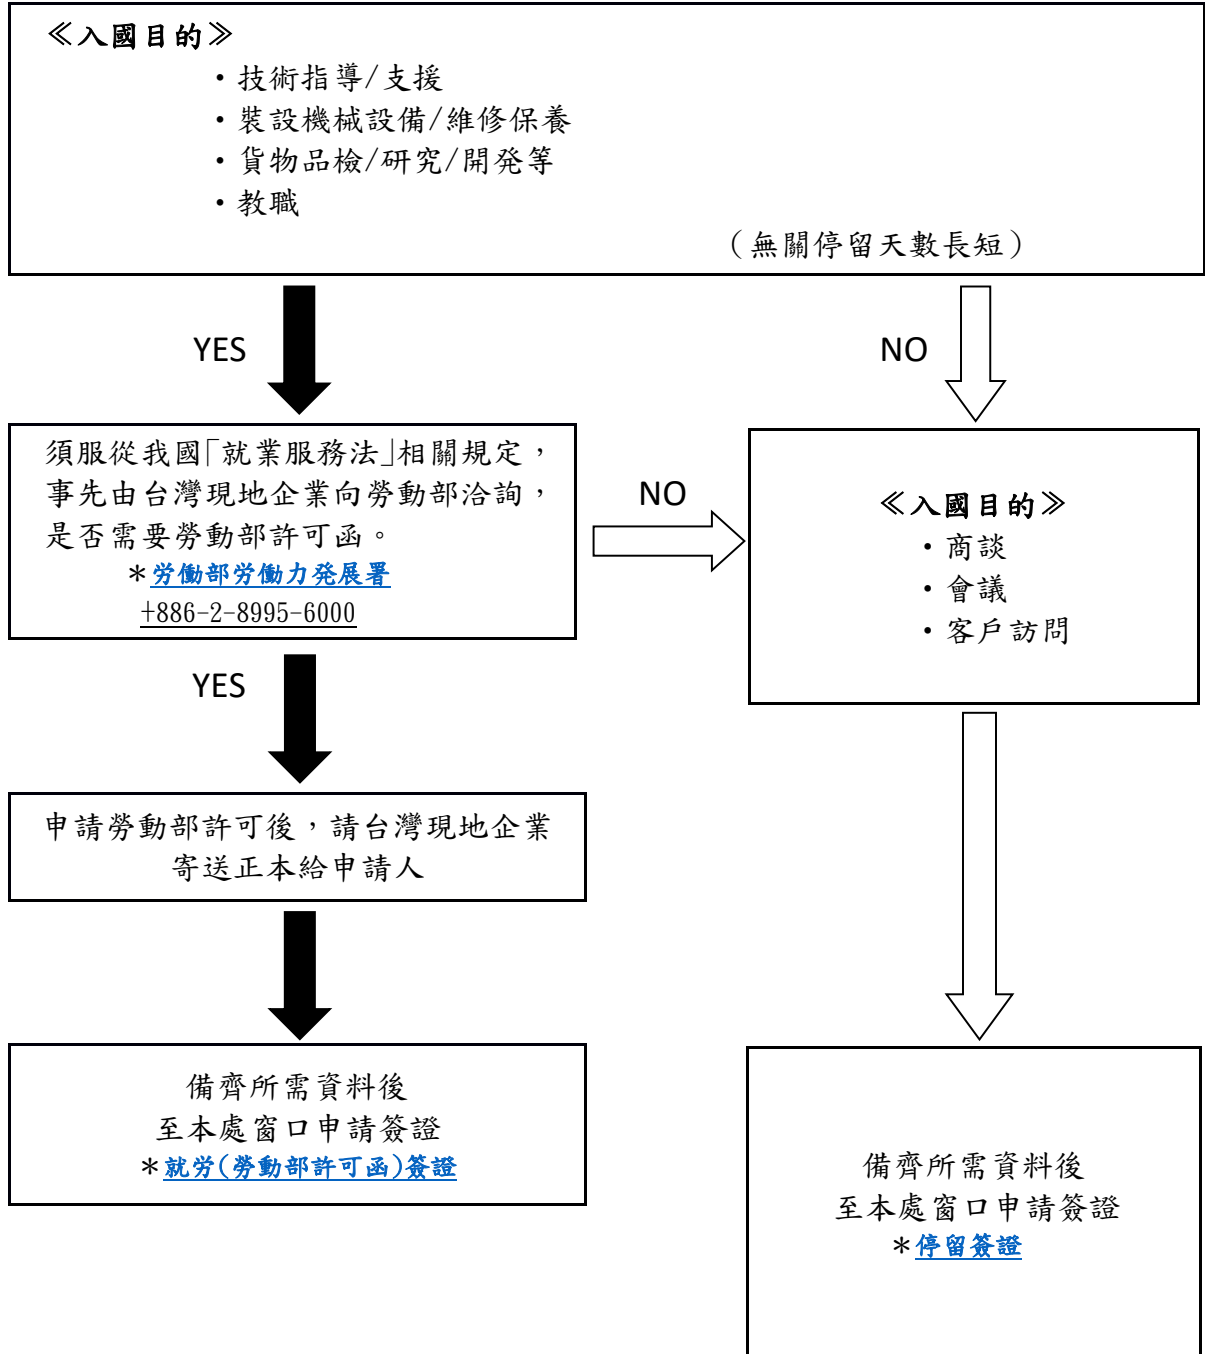 ≪入國目的≫
・技術指導/支援
・裝設機械設備/維修保養
・貨物品檢/研究/開発等
・教職
（無關停留天數長短）
YES
NO
須服從我國「就業服務法」相關規定，
事先由台灣現地企業向勞動部洽詢，
是否需要勞動部許可函。
＊労働部労働力発展署
+886-2-8995-6000
NO
≪入國目的≫
・商談
・會議
・客戶訪問
YES
申請勞動部許可後，請台灣現地企業
寄送正本給申請人
備齊所需資料後
至本處窗口申請簽證
＊就労(勞動部許可函)簽證
備齊所需資料後
至本處窗口申請簽證
＊停留簽證